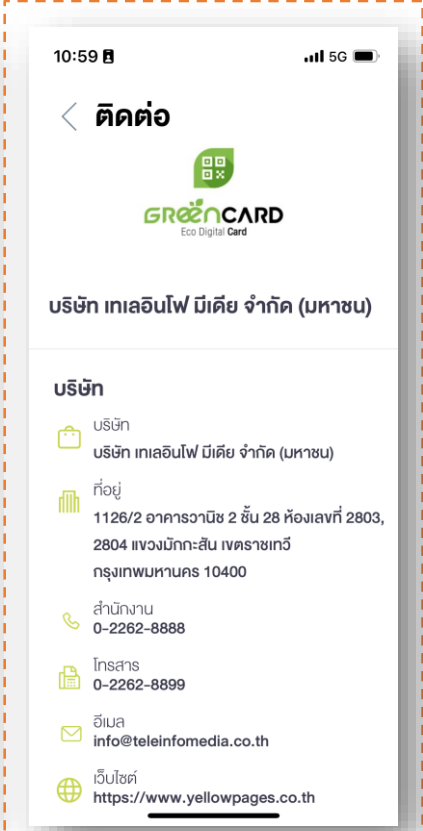 10:59
5G
ติดต่อ
GREENCARD
Eco Digital Card
บริษัท เทเลอินโฟ มีเดีย จำกัด (มหาชน)
บริษัท
บริษัท
บริษัท เทเลอินโฟ มีเดีย จำกัด (มหาชน)
ที่อยู่
1126/2 อาคารวานิช 2 ชั้น 28 ห้องเลขที่ 2803,
2804 แขวงมักกะสัน เขตราชเทวี
กรุงเทพมหานคร 10400
สำนักงาน
0-2262-8888
โทรสาร
0-2262-8899
อีเมล
info@teleinfomedia.co.th
เว็บไซต์
https://www.yellowpages.co.th